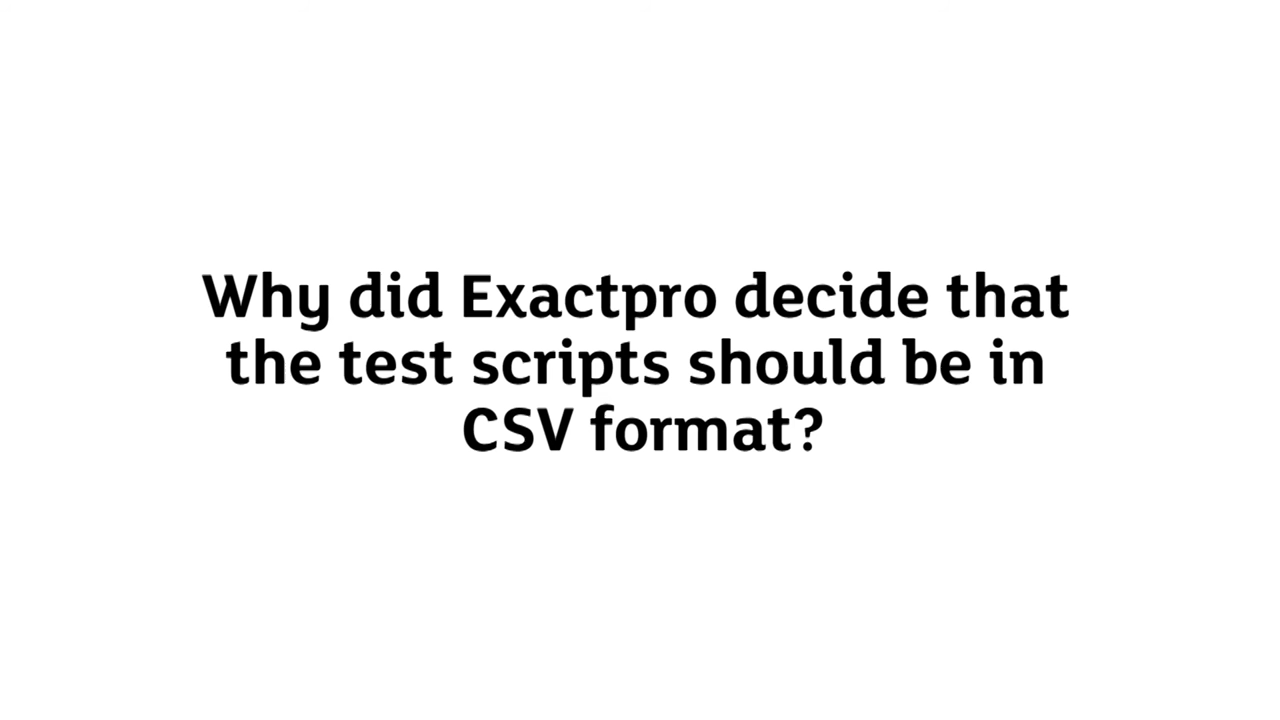 Why did Exactpro decide that
the test scripts should be in
CSV format?